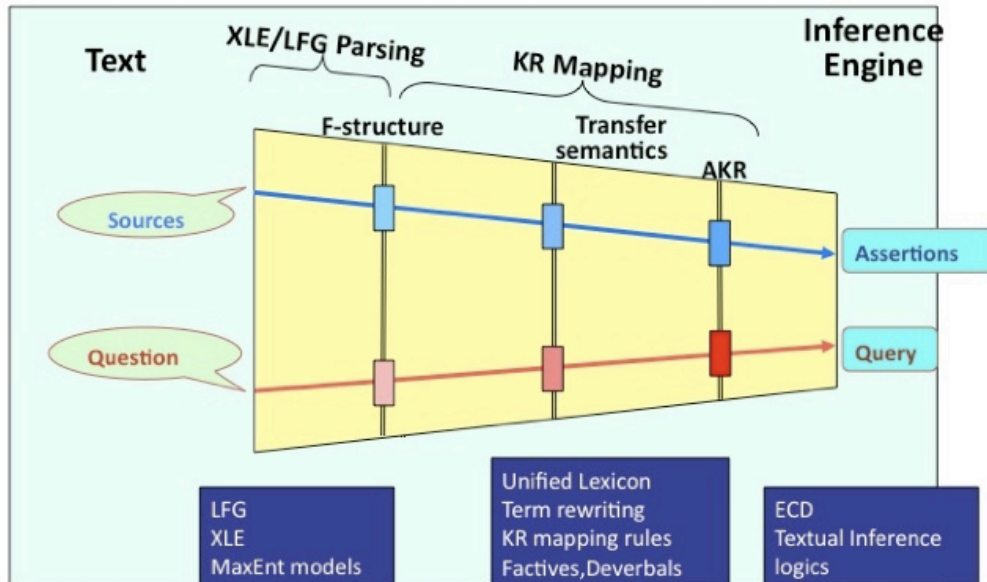 Text
XLE/LFG Parsing
KR Mapping
Inference
Engine
F-structure
Transfer
semantics
AKR
Sources
Assertions
Question
Query
LFG
XLE
MaxEnt models
Unified Lexicon
Term rewriting
KR mapping rules
Factives,Deverbals
ECD
Textual Inference
logics